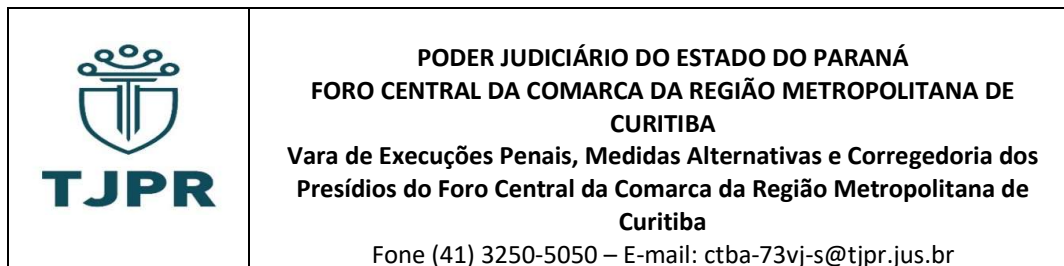 TJPR
PODER JUDICIÁRIO DO ESTADO DO PARANÁ
FORO CENTRAL DA COMARCA DA REGIÃO METROPOLITANA DE
CURITIBA
Vara de Execuções Penais, Medidas Alternativas e Corregedoria dos
Presídios do Foro Central da Comarca da Região Metropolitana de
Curitiba
Fone (41) 3250-5050 – E-mail: ctba-73vj-s@tjpr.jus.br